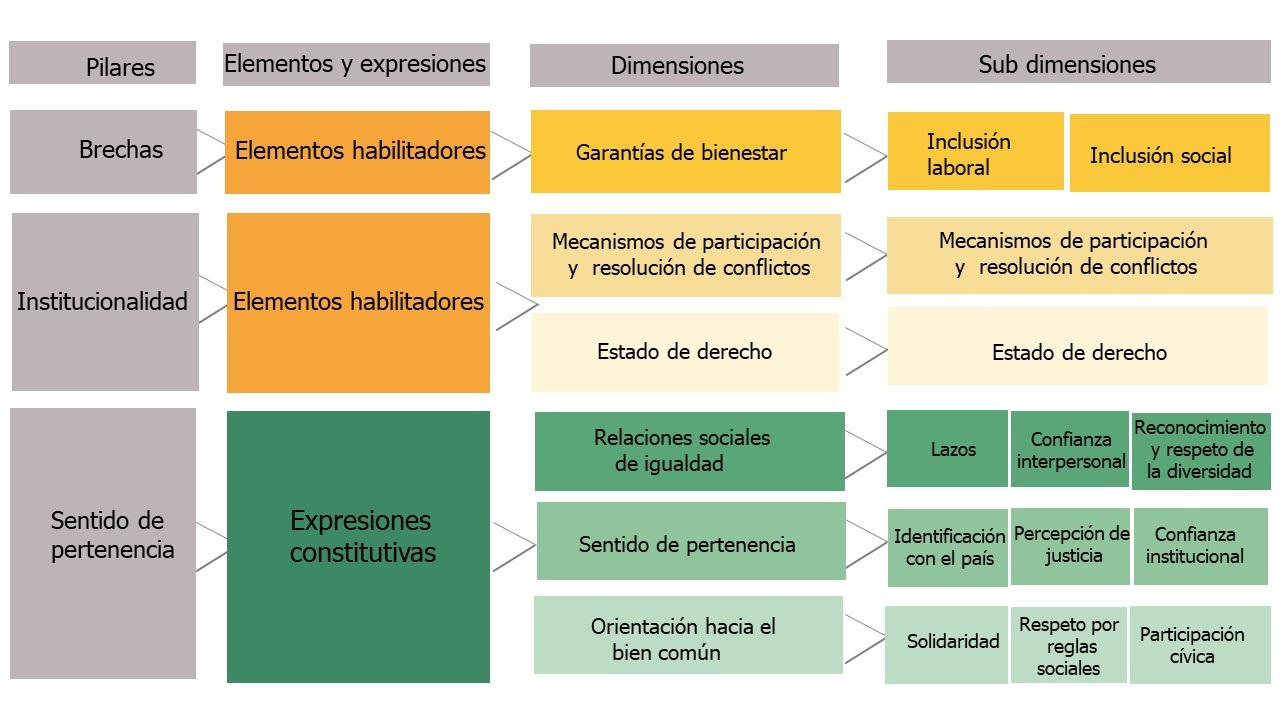 Pilares
Elementos y expresiones
Dimensiones
Sub dimensiones
Brechas
Elementos habilitadores
Garantías de bienestar
Inclusión
laboral
Inclusión social
Institucionalidad
Elementos habilitadores
Mecanismos de participación
y resolución de conflictos
Mecanismos de participación
y resolución de conflictos
Estado de derecho
Estado de derecho
Sentido de
pertenencia
Expresiones
constitutivas
Relaciones sociales
de igualdad
Lazos
Confianza
interpersonal
Reconocimiento
y respeto de
la diversidad
Sentido de pertenencia
Identificación
con el país
Percepción de
justicia
Confianza
institucional
Orientación hacia el
bien común
Solidaridad
Respeto por
reglas
sociales
Participación
cívica